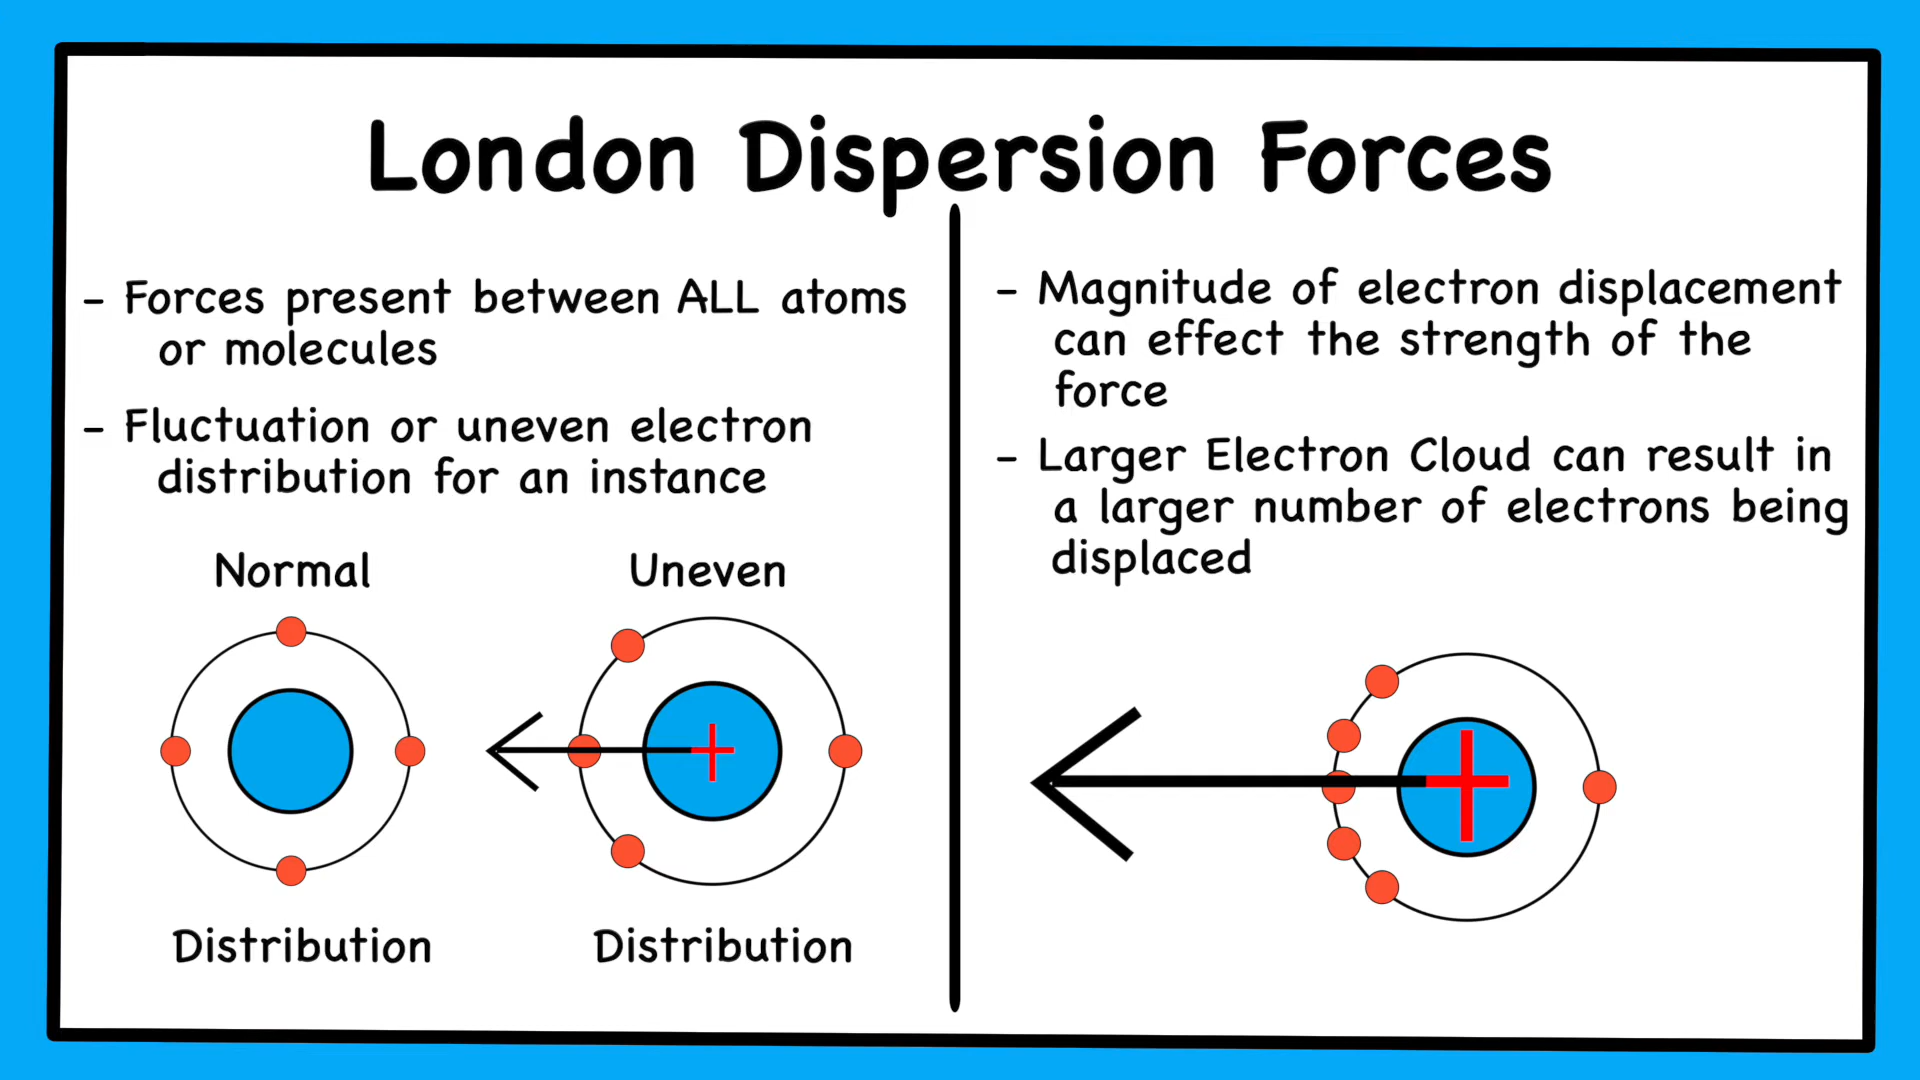 London Dispersion Forces
- Forces present between ALL atoms
or molecules
- Fluctuation or uneven electron
distribution for an instance
Normal
Uneven
Distribution
Distribution
- Magnitude of electron displacement
can effect the strength of the
force
- Larger Electron Cloud can result in
a larger number of electrons being
displaced